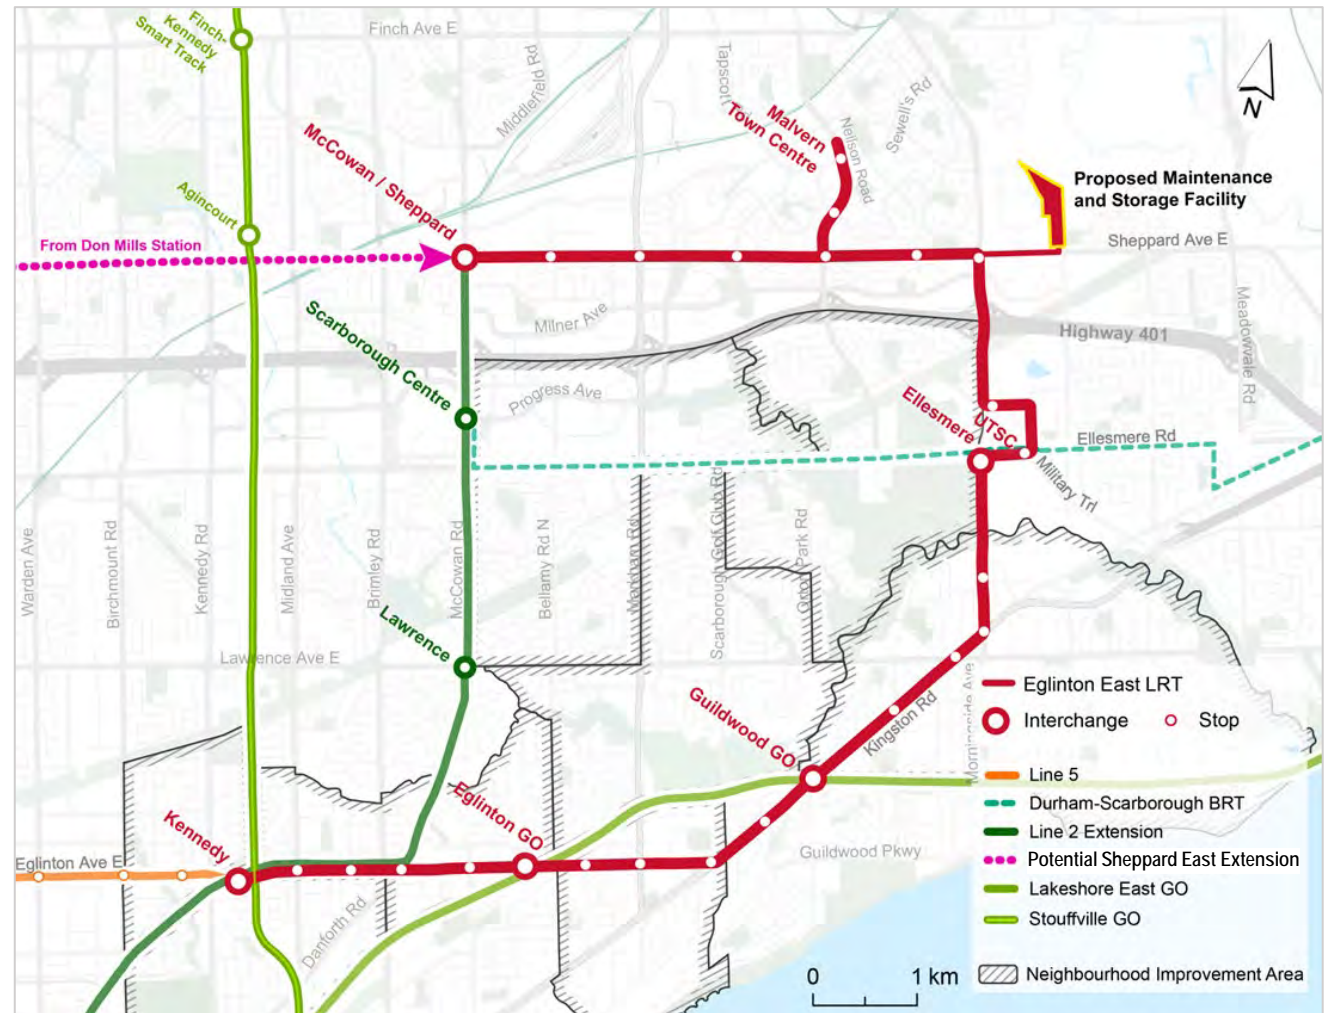 Finch-
Kennedy
Smart Track
Finch Ave E
Middlefield Rd
Tapscott
Malvern
Town Centre
Neilson Road
Sewell's Rd
N
McCowan / Sheppard
Agincourt
Proposed Maintenance
and Storage Facility
From Don Mills Station
Sheppard Ave E
Scarborough Centre
Milner Ave
Highway 401
Meadowvale Rd
Progress Ave
Ellesmere
UTSC
Ellesmere Rd
Military Trl
Warden Ave
Birchmount Rd
Kennedy Rd
Midland Ave
Brimley Rd
McCowan Rd
Bellamy Rd N
Markham Rd
Scarborough Golf Club Rd
Park Rd
Lawrence
Lawrence Ave E
Guildwood GO
Kingston Rd
Morningside Ave
Eglinton GO
Kennedy
Eglinton Ave E
Danforth Rd
Guildwood Pkwy
Eglinton East LRT
Interchange
Stop
Line 5
Durham-Scarborough BRT
Line 2 Extension
Potential Sheppard East Extension
Lakeshore East GO
Stouffville GO
Neighbourhood Improvement Area
0 1 km